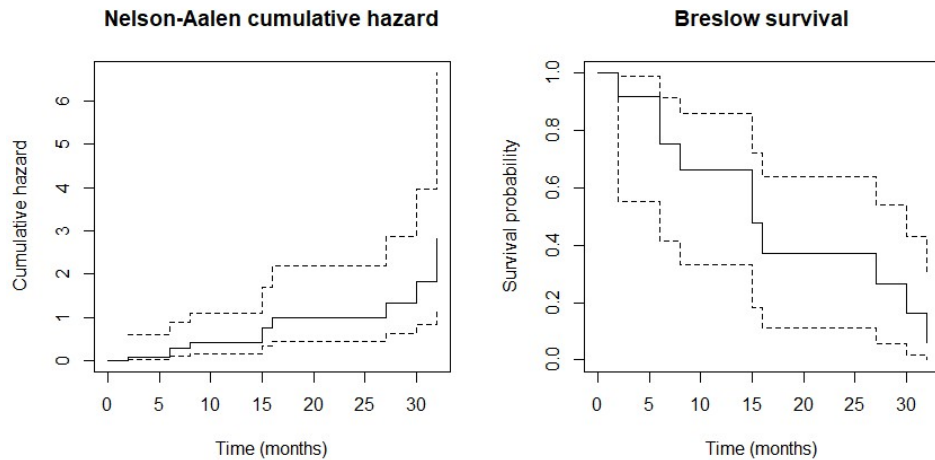 Nelson-Aalen cumulative hazard
Cumulative hazard
6
5
4
3
2
1
0
0 5 10 15 20 25 30
Time (months)
Breslow survival
Survival probability
1.0
0.8
0.6
0.4
0.2
0.0
0 5 10 15 20 25 30
Time (months)